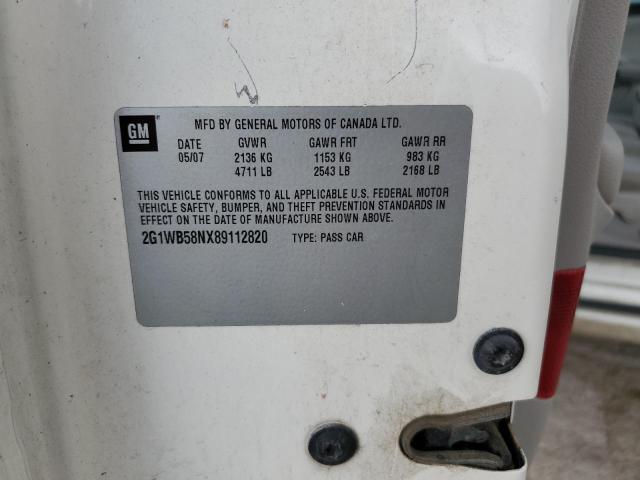 GM
MFD BY GENERAL MOTORS OF CANADA LTD.
DATE GVWR GAWR FRT GAWR RR
05/07 2136 KG 1153 KG 983 KG
4711 LB 2543 LB 2168 LB
THIS VEHICLE CONFORMS TO ALL APPLICABLE U.S. FEDERAL MOTOR
VEHICLE SAFETY, BUMPER, AND THEFT PREVENTION STANDARDS IN
EFFECT ON THE DATE OF MANUFACTURE SHOWN ABOVE.
2G1WB58NX89112820 TYPE: PASS CAR